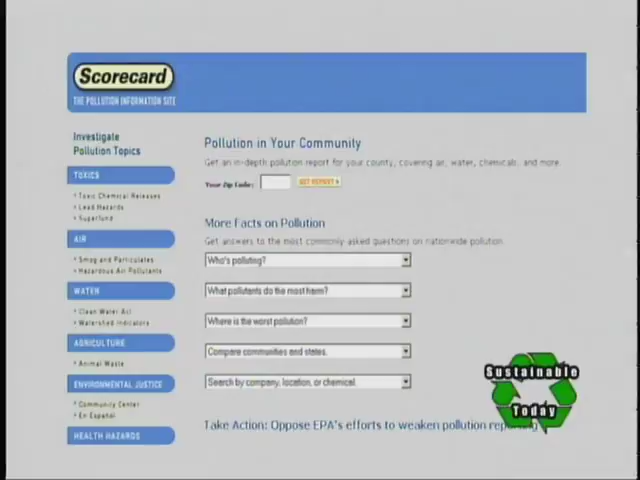 Scorecard
THE POLLUTION INFORMATION SITE
Investigate
Pollution Topics
TOXICS
Toxic Chemical Releases
Lead Hazards
Superfund
AIR
Smog and Particulates
Hazardous Air Pollutants
WATER
Clean Water Act
Watershed Indicators
AGRICULTURE
Animal Waste
ENVIRONMENTAL JUSTICE
Community Center
En Español
HEALTH HAZARDS
Pollution in Your Community
Get an in-depth pollution report for your county, covering air, water, chemicals, and more.
Your Zip Code:
GET REPORT
More Facts on Pollution
Get answers to the most commonly-asked questions on nationwide pollution.
Who's polluting?
What pollutants do the most harm?
Where is the worst pollution?
Compare communities and states.
Search by company, location, or chemical.
Take Action: Oppose EPA's efforts to weaken pollution reporting
Sustainable
Today